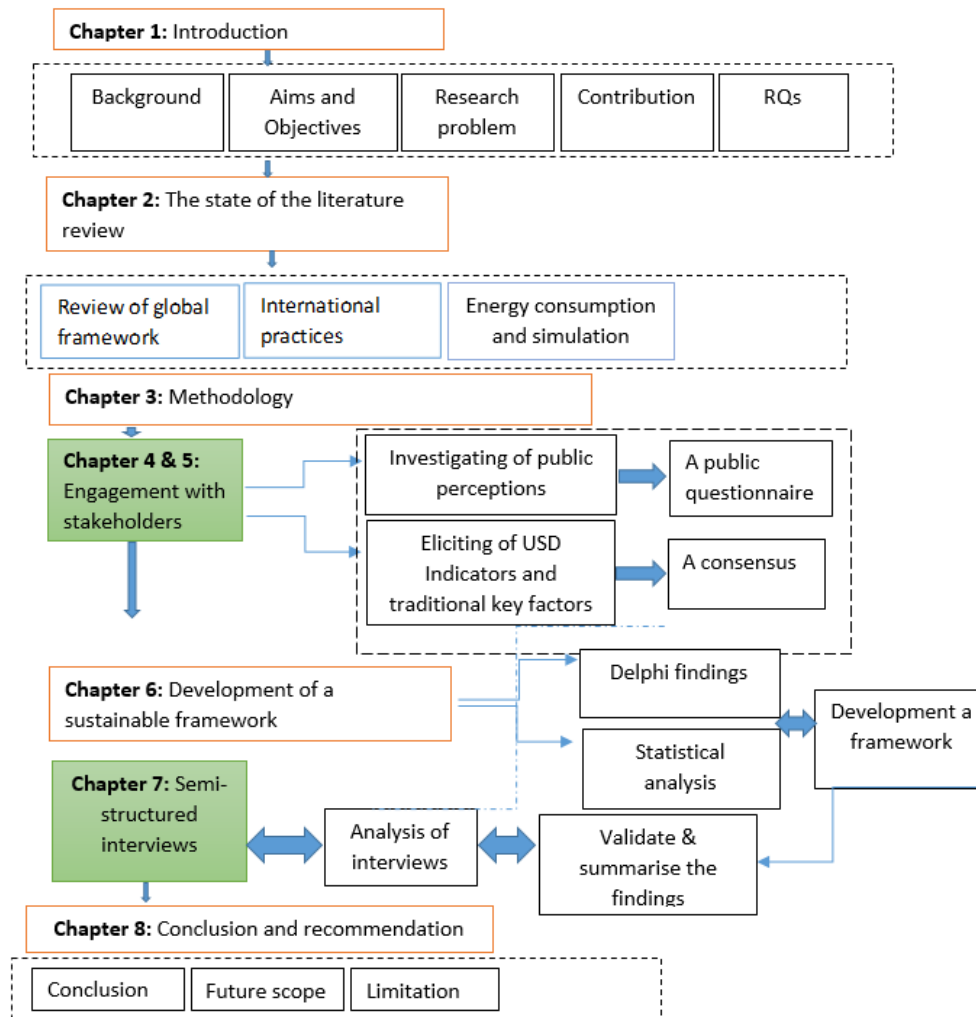 Chapter 1: Introduction
Background
Aims and
Objectives
Research
problem
Contribution
RQs
Chapter 2: The state of the literature
review
Review of global
framework
International
practices
Energy consumption
and simulation
Chapter 3: Methodology
Chapter 4 & 5:
Engagement with
stakeholders
Investigating of public
perceptions
A public
questionnaire
Eliciting of USD
Indicators and
traditional key factors
A consensus
Chapter 6: Development of a
sustainable framework
Delphi findings
Statistical
analysis
Development a
framework
Chapter 7: Semi-
structured
interviews
Analysis of
interviews
Validate &
summarise the
findings
Chapter 8: Conclusion and recommendation
Conclusion
Future scope
Limitation